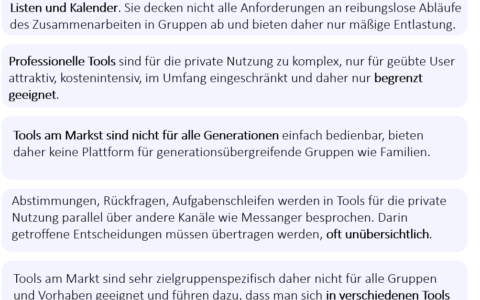 Listen und Kalender. Sie decken nicht alle Anforderungen an reibungslose Abläufe
des Zusammenarbeiten in Gruppen ab und bieten daher nur mäßige Entlastung.
Professionelle Tools sind für die private Nutzung zu komplex, nur für geübte User
attraktiv, kostenintensiv, im Umfang eingeschränkt und daher nur begrenzt
geeignet.
Tools am Markst sind nicht für alle Generationen einfach bedienbar, bieten
daher keine Plattform für generationsübergreifende Gruppen wie Familien.
Abstimmungen, Rückfragen, Aufgabenschleifen werden in Tools für die private
Nutzung parallel über andere Kanäle wie Messanger besprochen. Darin
getroffene Entscheidungen müssen übertragen werden, oft unübersichtlich.
Tools am Markt sind sehr zielgruppenspezifisch daher nicht für alle Gruppen
und Vorhaben geeignet und führen dazu, dass man sich in verschiedenen Tools